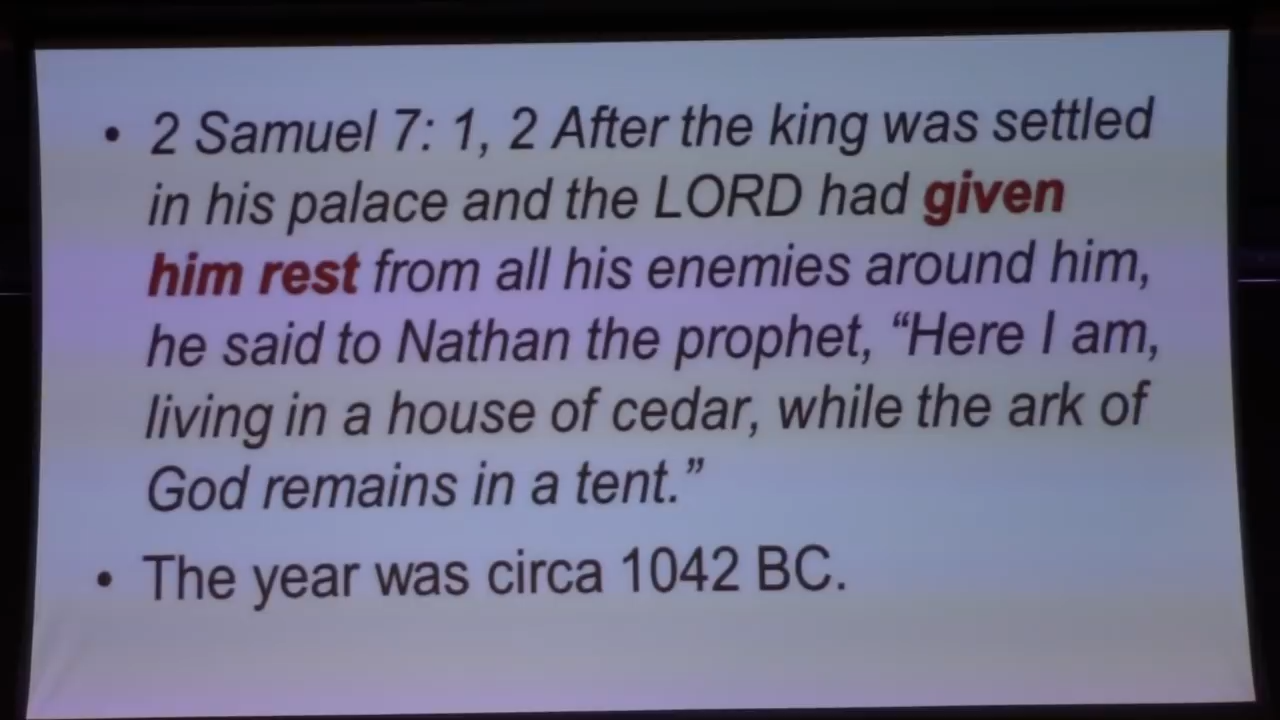 • 2 Samuel 7: 1, 2 After the king was settled
in his palace and the LORD had given
him rest from all his enemies around him,
he said to Nathan the prophet, “Here I am,
living in a house of cedar, while the ark of
God remains in a tent.”
• The year was circa 1042 BC.